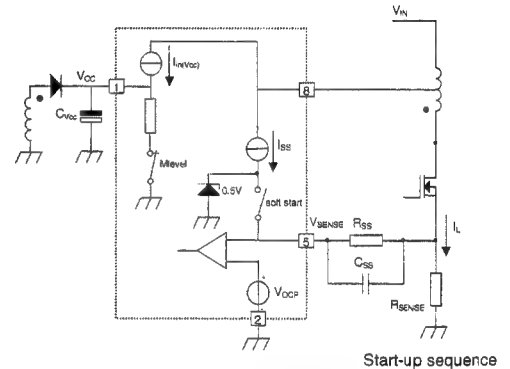 VIN
VCC
Iin(Vcc)
1
8
CVCC
Mlevel
ISS
0.5V
soft start
VSENSE
RSS
5
IL
CSS
VOCP
RSENSE
2
Start-up sequence